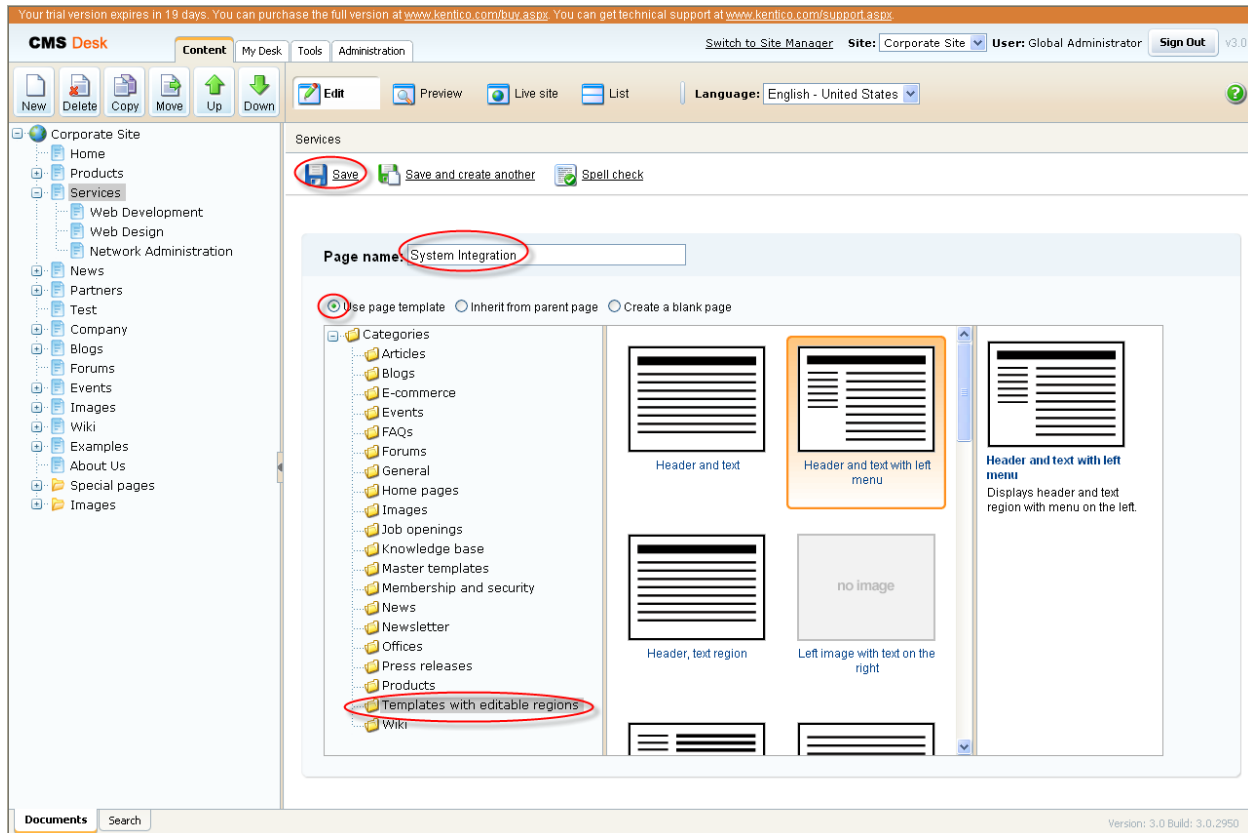 Your trial version expires in 19 days. You can purchase the full version at www.kentico.com/buy.aspx. You can get technical support at www.kentico.com/support.aspx.
CMS Desk
Content
My Desk
Tools
Administration
Switch to Site Manager
Site: Corporate Site
User: Global Administrator
Sign Out
v3.0
New
Delete
Copy
Move
Up
Down
Edit
Preview
Live site
List
Language: English - United States
Corporate Site
Home
Products
Services
Web Development
Web Design
Network Administration
News
Partners
Test
Company
Blogs
Forums
Events
Images
Wiki
Examples
About Us
Special pages
Images
Services
Save
Save and create another
Spell check
Page name: System Integration
Use page template
Inherit from parent page
Create a blank page
Categories
Articles
Blogs
E-commerce
Events
FAQs
Forums
General
Home pages
Images
Job openings
Knowledge base
Master templates
Membership and security
News
Newsletter
Offices
Press releases
Products
Templates with editable regions
Wiki
Header and text
Header and text with left
menu
Header, text region
no image
Left image with text on the
right
Header and text with left
menu
Displays header and text
region with menu on the left.
Documents
Search
Version: 3.0 Build: 3.0.2950